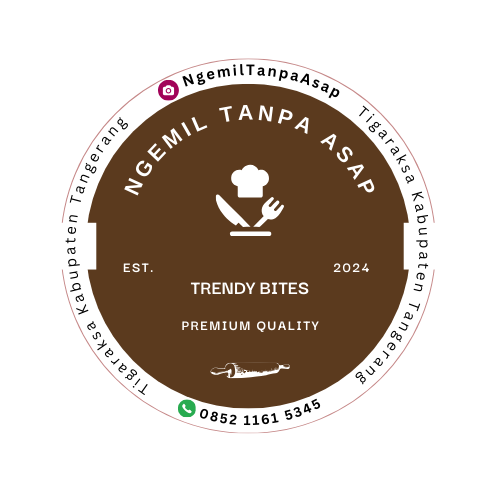 NgemilTanpaAsap
Tigaraksa Kabupaten Tangerang
Tigaraksa Kabupaten Tangerang
NGEMIL TANPA ASAP
EST.
2024
TRENDY BITES
PREMIUM QUALITY
0852 1161 5345